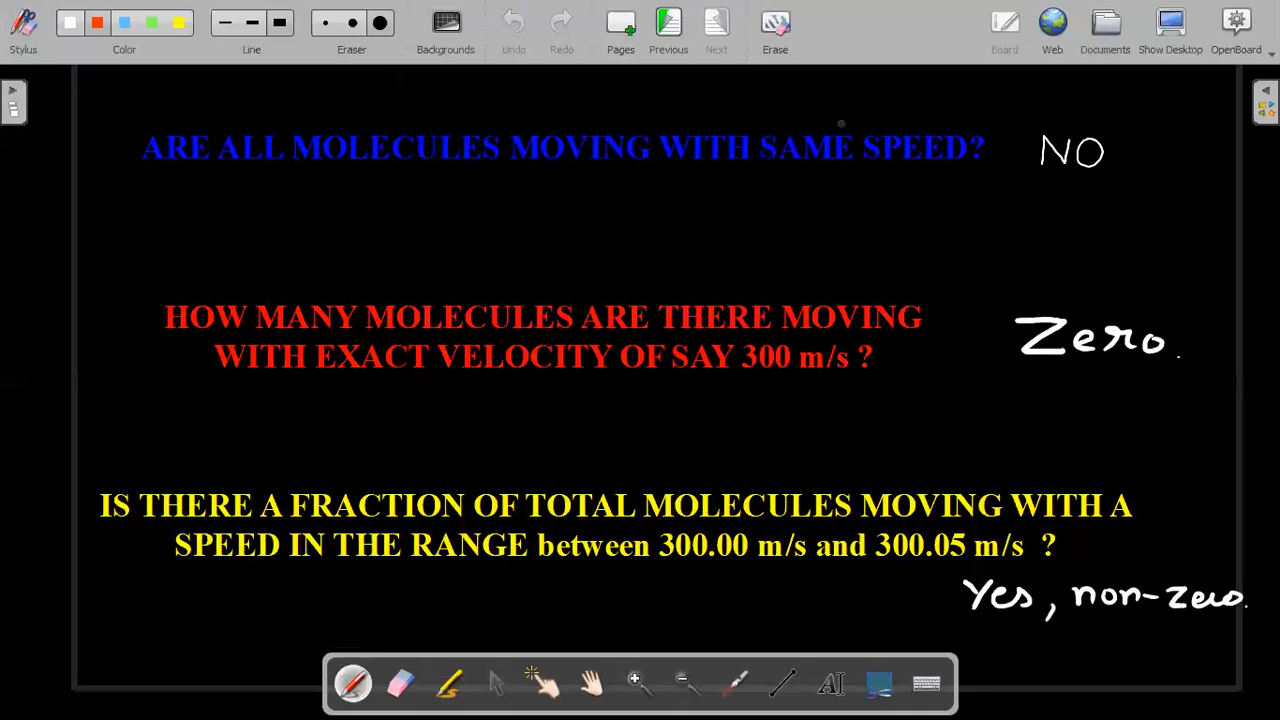 Stylus Color Line Eraser Backgrounds Undo Redo Pages Previous Next Erase Board Web Documents Show Desktop OpenBoard
ARE ALL MOLECULES MOVING WITH SAME SPEED? NO
HOW MANY MOLECULES ARE THERE MOVING
WITH EXACT VELOCITY OF SAY 300 m/s ? Zero.
IS THERE A FRACTION OF TOTAL MOLECULES MOVING WITH A
SPEED IN THE RANGE between 300.00 m/s and 300.05 m/s ?
Yes, non-zero.
AI